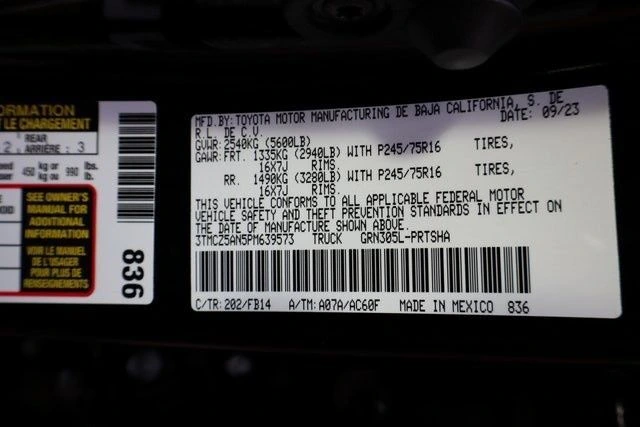 ORMATION
T LE CHARGEMENT
2
REAR
ARRIÈRE : 3
450 kg or kg ou 990 lbs. lb.
SEE OWNER'S
MANUAL FOR
ADDITIONAL
INFORMATION
VOIR LE MANUEL
DE L'USAGER
POUR PLUS DE
RENSEIGNEMENTS
836
MFD.BY:TOYOTA MOTOR MANUFACTURING DE BAJA CALIFORNIA, S. DE
R.L. DE C.V. DATE: 09/23
GVWR:2540KG (5600LB)
GAWR:FRT. 1335KG (2940LB) WITH P245/75R16 TIRES,
16X7J RIMS.
RR. 1490KG (3280LB) WITH P245/75R16 TIRES,
16X7J RIMS.
THIS VEHICLE CONFORMS TO ALL APPLICABLE FEDERAL MOTOR
VEHICLE SAFETY AND THEFT PREVENTION STANDARDS IN EFFECT ON
THE DATE OF MANUFACTURE SHOWN ABOVE.
3TMCZ5AN5PM639573 TRUCK GRN305L-PRTSHA
C/TR:202/FB14 A/TM:A07A/AC60F MADE IN MEXICO 836